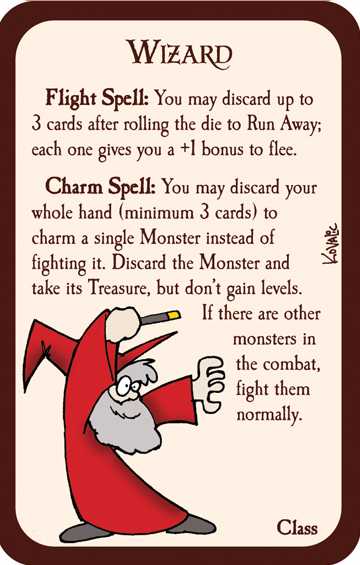 Wizard
Flight Spell: You may discard up to
3 cards after rolling the die to Run Away;
each one gives you a +1 bonus to flee.
Charm Spell: You may discard your
whole hand (minimum 3 cards) to
charm a single Monster instead of
fighting it. Discard the Monster and
take its Treasure, but don't gain levels.
If there are other
monsters in
the combat,
fight them
normally.
Kovalic
Class